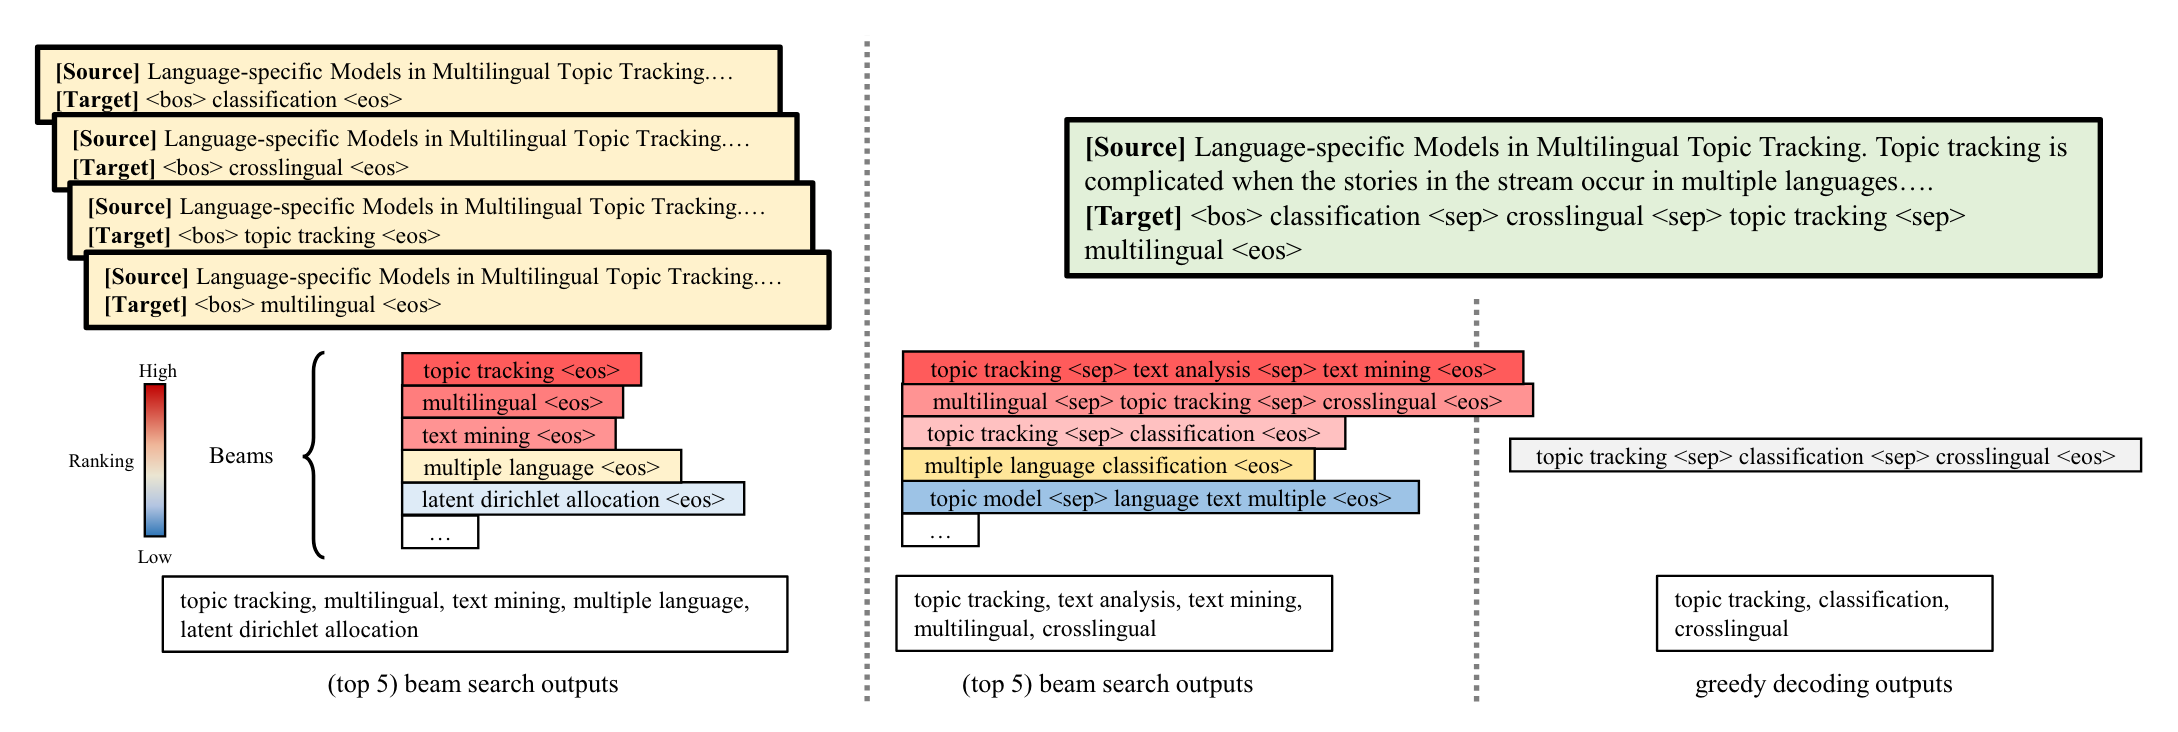 [Source] Language-specific Models in Multilingual Topic Tracking.…
[Target] <bos> classification <eos>
[Source] Language-specific Models in Multilingual Topic Tracking.…
[Target] <bos> crosslingual <eos>
[Source] Language-specific Models in Multilingual Topic Tracking.…
[Target] <bos> topic tracking <eos>
[Source] Language-specific Models in Multilingual Topic Tracking.…
[Target] <bos> multilingual <eos>
High
Ranking
Low
Beams
topic tracking <eos>
multilingual <eos>
text mining <eos>
multiple language <eos>
latent dirichlet allocation <eos>
…
topic tracking, multilingual, text mining, multiple language,
latent dirichlet allocation
(top 5) beam search outputs
[Source] Language-specific Models in Multilingual Topic Tracking. Topic tracking is
complicated when the stories in the stream occur in multiple languages….
[Target] <bos> classification <sep> crosslingual <sep> topic tracking <sep>
multilingual <eos>
topic tracking <sep> text analysis <sep> text mining <eos>
multilingual <sep> topic tracking <sep> crosslingual <eos>
topic tracking <sep> classification <eos>
multiple language classification <eos>
topic model <sep> language text multiple <eos>
…
topic tracking, text analysis, text mining,
multilingual, crosslingual
(top 5) beam search outputs
topic tracking <sep> classification <sep> crosslingual <eos>
topic tracking, classification,
crosslingual
greedy decoding outputs